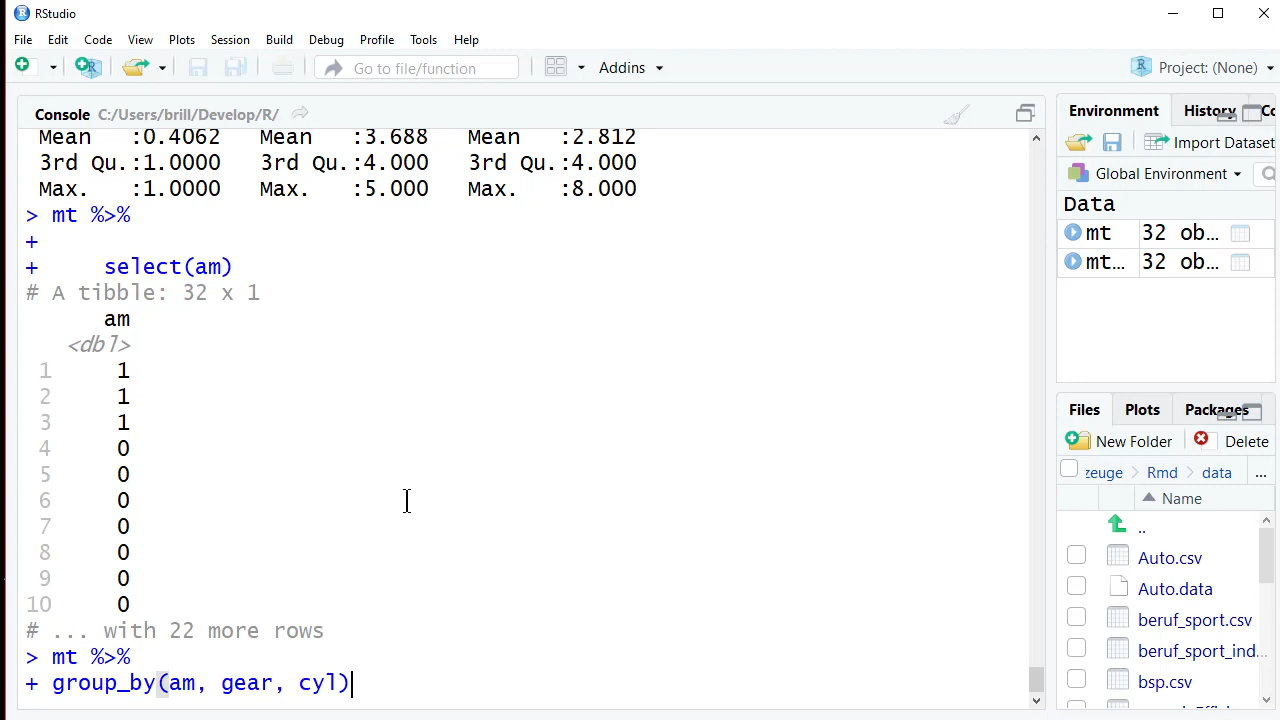 RStudio
File Edit Code View Plots Session Build Debug Profile Tools Help
Go to file/function Addins Project: (None)
Console C:/Users/brill/Develop/R/
Mean :0.4062 Mean :3.688 Mean :2.812
3rd Qu.:1.0000 3rd Qu.:4.000 3rd Qu.:4.000
Max. :1.0000 Max. :5.000 Max. :8.000
> mt %>%
+
+ select(am)
# A tibble: 32 x 1
am
<dbl>
1 1
2 1
3 1
4 0
5 0
6 0
7 0
8 0
9 0
10 0
# ... with 22 more rows
> mt %>%
+ group_by(am, gear, cyl)
Environment History Co
Import Dataset
Global Environment
Data
mt 32 ob...
mt... 32 ob...
Files Plots Packages
New Folder Delete
zeuge Rmd data ...
Name
..
Auto.csv
Auto.data
beruf_sport.csv
beruf_sport_ind...
bsp.csv